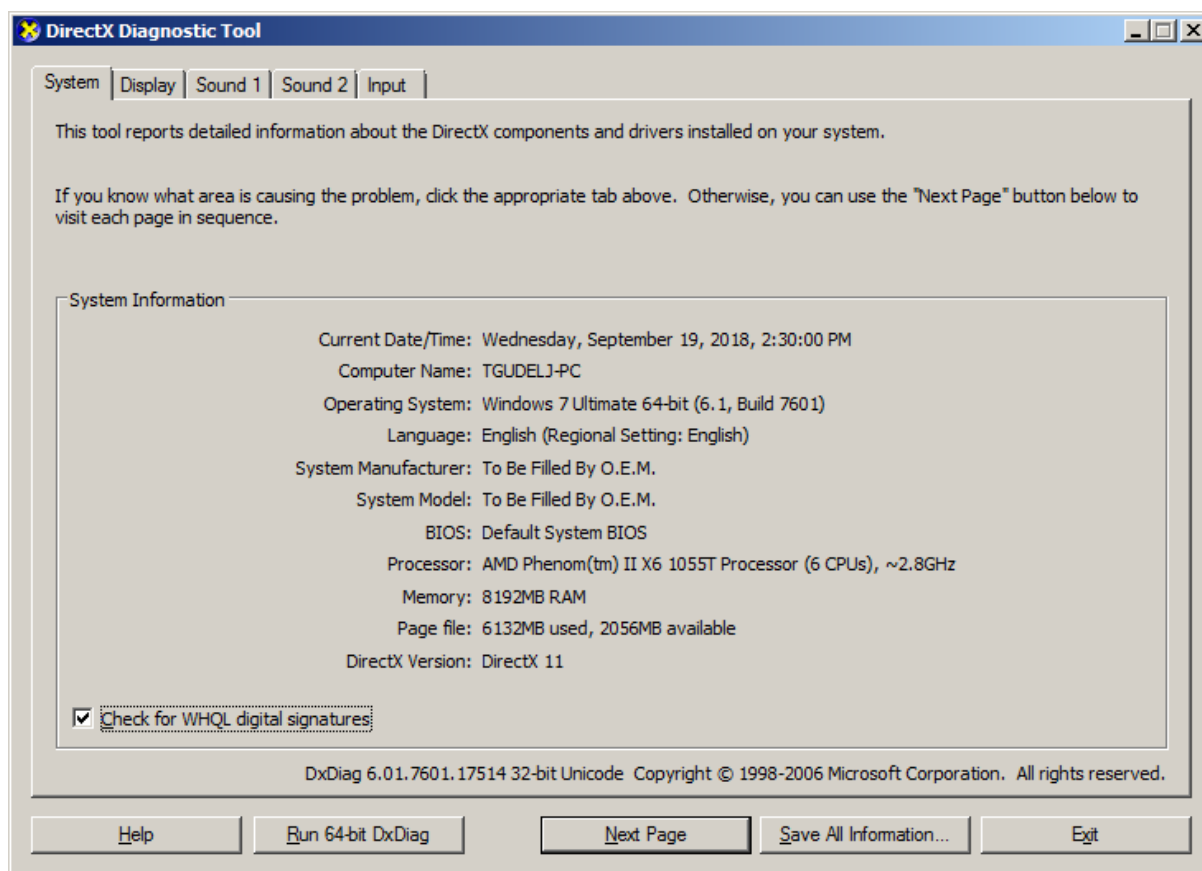 DirectX Diagnostic Tool
System
Display
Sound 1
Sound 2
Input
This tool reports detailed information about the DirectX components and drivers installed on your system.
If you know what area is causing the problem, click the appropriate tab above.  Otherwise, you can use the "Next Page" button below to
visit each page in sequence.
System Information
Current Date/Time: Wednesday, September 19, 2018, 2:30:00 PM
Computer Name: TGUDELJ-PC
Operating System: Windows 7 Ultimate 64-bit (6.1, Build 7601)
Language: English (Regional Setting: English)
System Manufacturer: To Be Filled By O.E.M.
System Model: To Be Filled By O.E.M.
BIOS: Default System BIOS
Processor: AMD Phenom(tm) II X6 1055T Processor (6 CPUs), ~2.8GHz
Memory: 8192MB RAM
Page file: 6132MB used, 2056MB available
DirectX Version: DirectX 11
Check for WHQL digital signatures
DxDiag 6.01.7601.17514 32-bit Unicode  Copyright © 1998-2006 Microsoft Corporation.  All rights reserved.
Help
Run 64-bit DxDiag
Next Page
Save All Information...
Exit